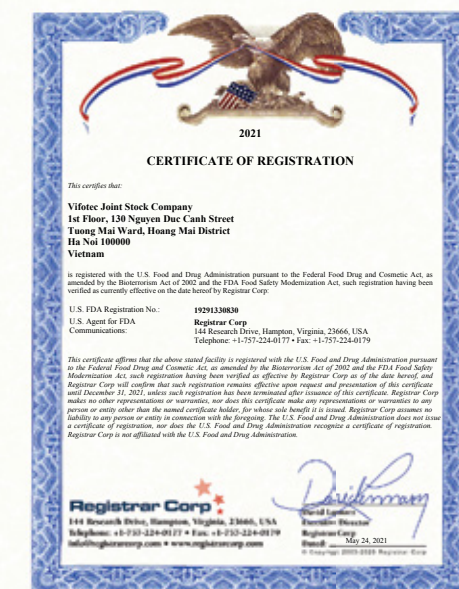 2021
CERTIFICATE OF REGISTRATION
This certifies that:
Vifotec Joint Stock Company
1st Floor, 130 Nguyen Duc Canh Street
Tuong Mai Ward, Hoang Mai District
Ha Noi 100000
Vietnam
is registered with the U.S. Food and Drug Administration pursuant to the Federal Food Drug and Cosmetic Act, as
amended by the Bioterrorism Act of 2002 and the FDA Food Safety Modernization Act, such registration having been
verified as currently effective on the date hereof by Registrar Corp:
U.S. FDA Registration No.: 19291330830
U.S. Agent for FDA Registrar Corp
Communications: 144 Research Drive, Hampton, Virginia, 23666, USA
Telephone: +1-757-224-0177 • Fax: +1-757-224-0179
This certificate affirms that the above stated facility is registered with the U.S. Food and Drug Administration pursuant
to the Federal Food Drug and Cosmetic Act, as amended by the Bioterrorism Act of 2002 and the FDA Food Safety
Modernization Act, such registration having been verified as effective by Registrar Corp as of the date hereof, and
Registrar Corp will confirm that such registration remains effective upon request and presentation of this certificate
until December 31, 2021, unless such registration has been terminated after issuance of this certificate. Registrar Corp
makes no other representations or warranties, nor does this certificate make any representations or warranties to any
person or entity other than the named certificate holder, for whose sole benefit it is issued. Registrar Corp assumes no
liability to any person or entity in connection with the foregoing. The U.S. Food and Drug Administration does not issue
a certificate of registration, nor does the U.S. Food and Drug Administration recognize a certificate of registration.
Registrar Corp is not affiliated with the U.S. Food and Drug Administration.
Registrar Corp
144 Research Drive, Hampton, Virginia, 23666, USA
Telephone: +1-757-224-0177 • Fax: +1-757-224-0179
info@registrarcorp.com • www.registrarcorp.com
Executive Director
Registrar Corp
Dated: May 24, 2021